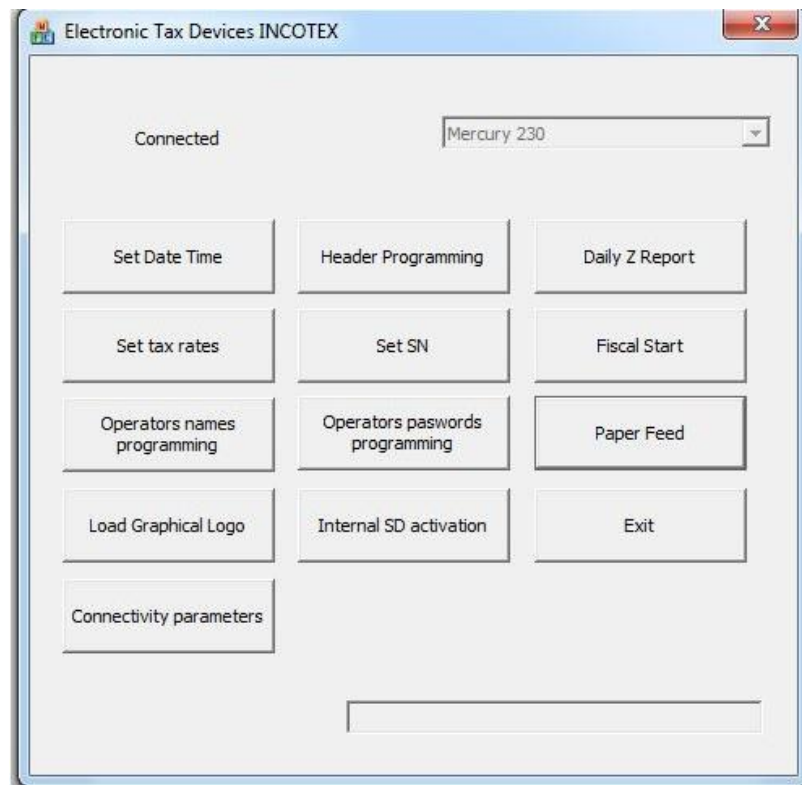 Electronic Tax Devices INCOTEX
Connected
Mercury 230
Set Date Time
Header Programming
Daily Z Report
Set tax rates
Set SN
Fiscal Start
Operators names
programming
Operators paswords
programming
Paper Feed
Load Graphical Logo
Internal SD activation
Exit
Connectivity parameters